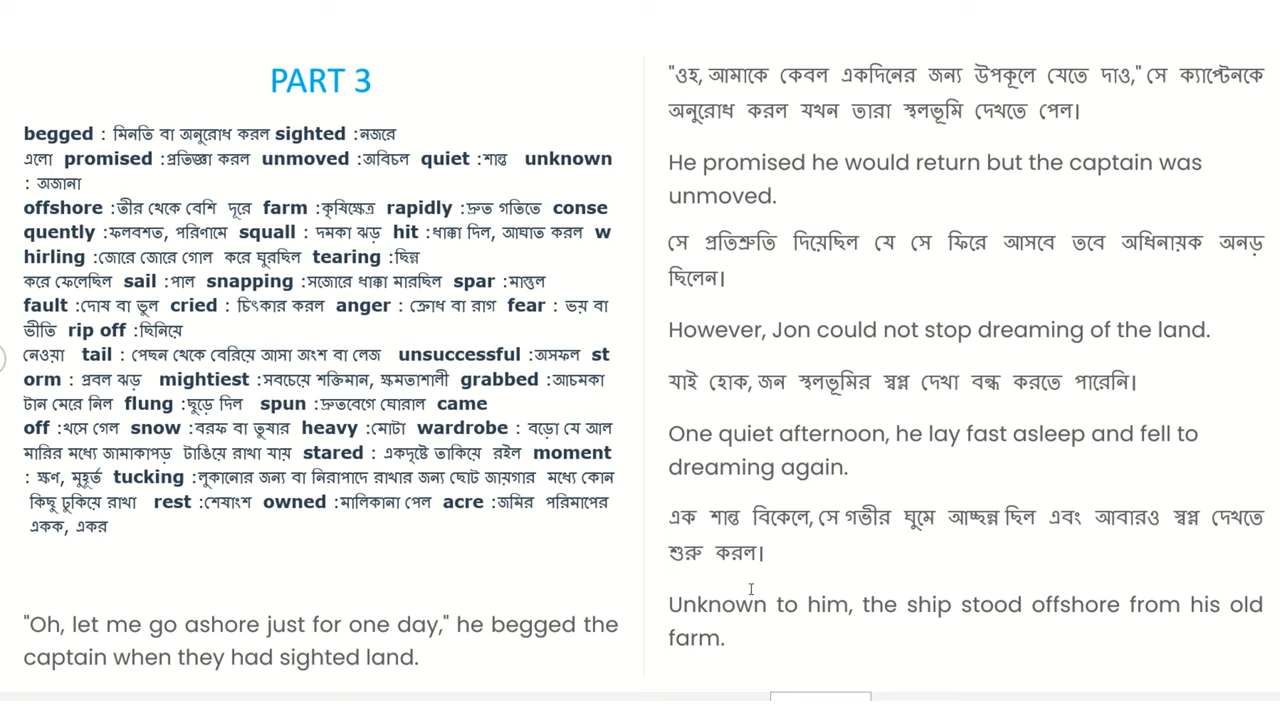 PART 3
begged : মিনতি বা অনুরোধ করল sighted :নজরে
এলো promised :প্রতিজ্ঞা করল unmoved :অবিচল quiet :শান্ত unknown
: অজানা
offshore :তীর থেকে বেশি দূরে farm :কৃষিক্ষেত্র rapidly :দ্রুত গতিতে conse
quently :ফলবশত, পরিণামে squall : দমকা ঝড় hit :ধাক্কা দিল, আঘাত করল w
hirling :জোরে জোরে গোল করে ঘুরছিল tearing :ছিন্ন
করে ফেলেছিল sail :পাল snapping :সজোরে ধাক্কা মারছিল spar :মাস্তুল
fault :দোষ বা ভুল cried : চিৎকার করল anger : ক্রোধ বা রাগ fear : ভয় বা
ভীতি rip off :ছিনিয়ে
নেওয়া tail : পেছন থেকে বেরিয়ে আসা অংশ বা লেজ unsuccessful :অসফল st
orm : প্রবল ঝড় mightiest :সবচেয়ে শক্তিমান, ক্ষমতাশালী grabbed :আচমকা
টান মেরে নিল flung :ছুড়ে দিল spun :দ্রুতবেগে ঘোরাল came
off :খসে গেল snow :বরফ বা তুষার heavy :মোটা wardrobe : বড়ো যে আল
মারির মধ্যে জামাকাপড় টাঙিয়ে রাখা যায় stared : একদৃষ্টে তাকিয়ে রইল moment
: ক্ষণ, মুহূর্ত tucking :লুকানোর জন্য বা নিরাপাদে রাখার জন্য ছোট জায়গার মধ্যে কোন
কিছু ঢুকিয়ে রাখা rest :শেষাংশ owned :মালিকানা পেল acre :জমির পরিমাপের
একক, একর
"Oh, let me go ashore just for one day," he begged the
captain when they had sighted land.
"ওহ, আমাকে কেবল একদিনের জন্য উপকূলে যেতে দাও," সে ক্যাপ্টেনকে
অনুরোধ করল যখন তারা স্থলভূমি দেখতে পেল।
He promised he would return but the captain was
unmoved.
সে প্রতিশ্রুতি দিয়েছিল যে সে ফিরে আসবে তবে অধিনায়ক অনড়
ছিলেন।
However, Jon could not stop dreaming of the land.
যাই হোক, জন স্থলভূমির স্বপ্ন দেখা বন্ধ করতে পারেনি।
One quiet afternoon, he lay fast asleep and fell to
dreaming again.
এক শান্ত বিকেলে, সে গভীর ঘুমে আচ্ছন্ন ছিল এবং আবারও স্বপ্ন দেখতে
শুরু করল।
Unknown to him, the ship stood offshore from his old
farm.